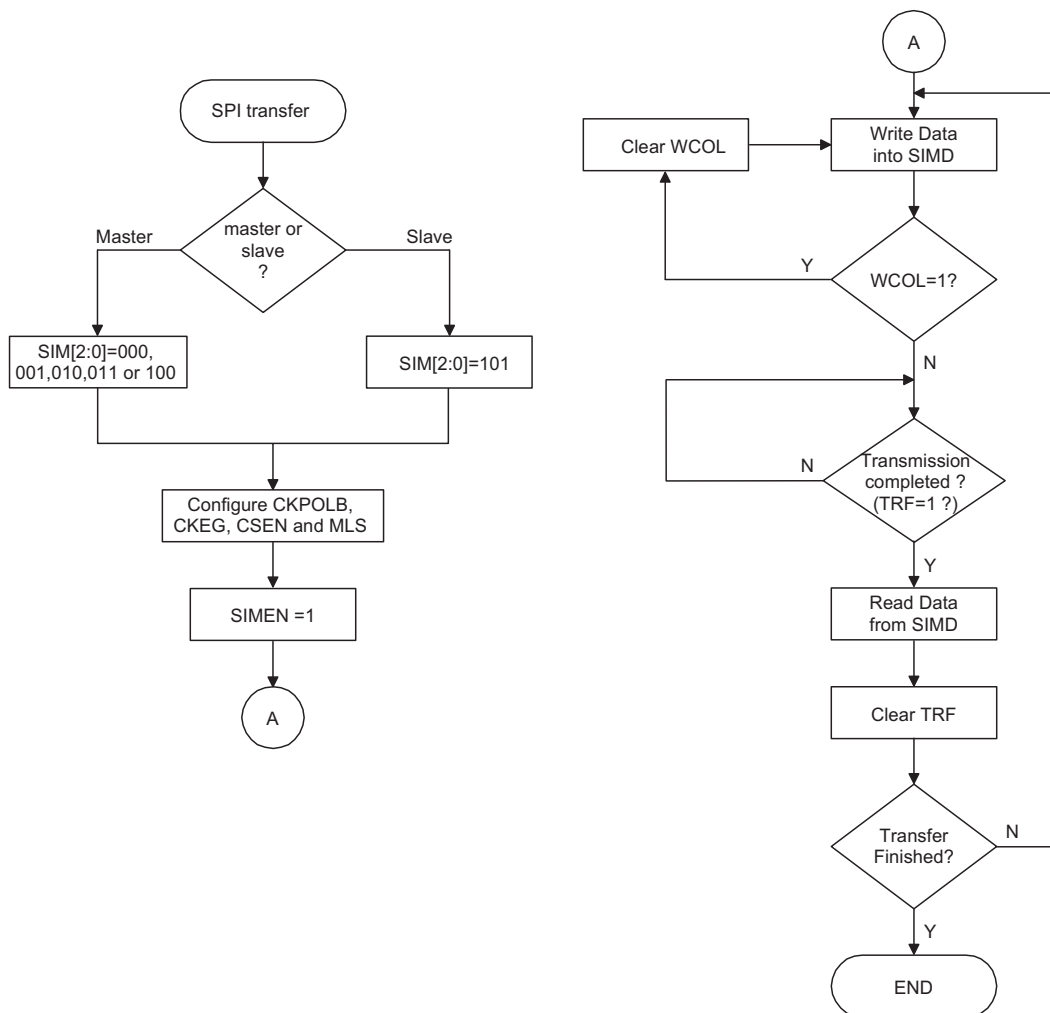 SPI transfer
master or
slave
?
Master
Slave
SIM[2:0]=000,
001,010,011 or 100
SIM[2:0]=101
Configure CKPOLB,
CKEG, CSEN and MLS
SIMEN =1
A
A
Clear WCOL
Write Data
into SIMD
Y
WCOL=1?
N
N
Transmission
completed ?
(TRF=1 ?)
Y
Read Data
from SIMD
Clear TRF
Transfer
Finished?
N
Y
END